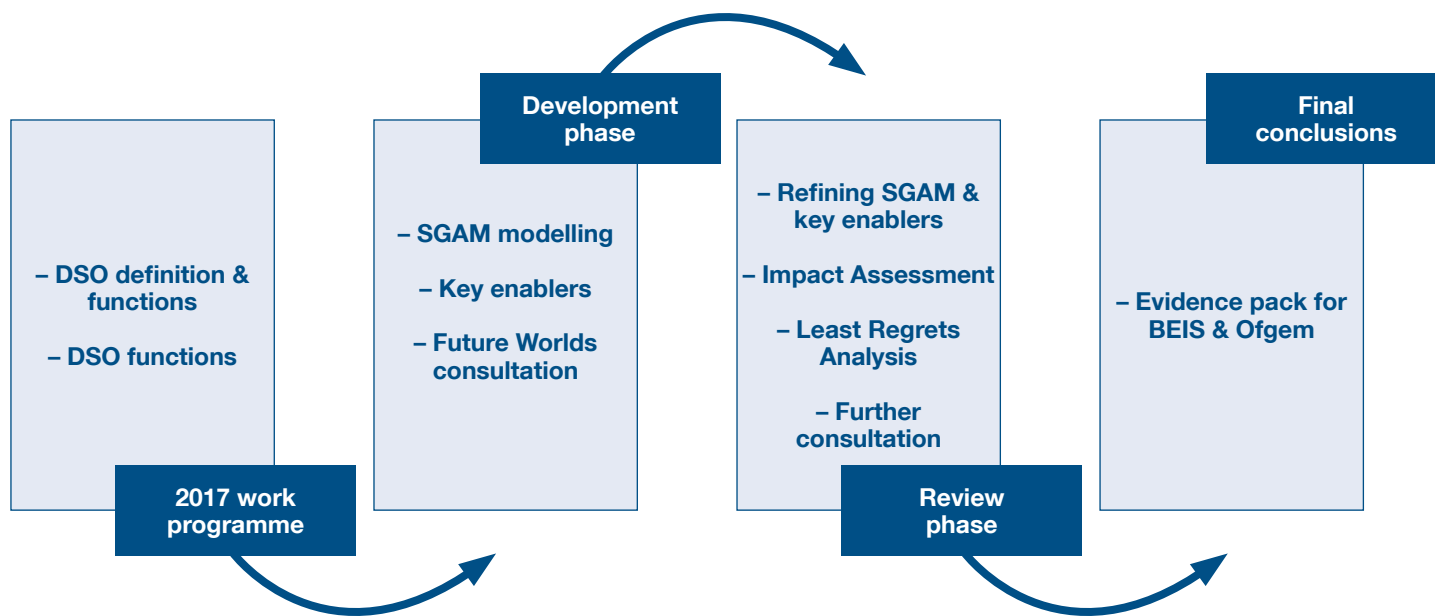 – DSO definition &
functions
– DSO functions
2017 work
programme
Development
phase
– SGAM modelling
– Key enablers
– Future Worlds
consultation
– Refining SGAM &
key enablers
– Impact Assessment
– Least Regrets
Analysis
– Further
consultation
Review
phase
Final
conclusions
– Evidence pack for
BEIS & Ofgem